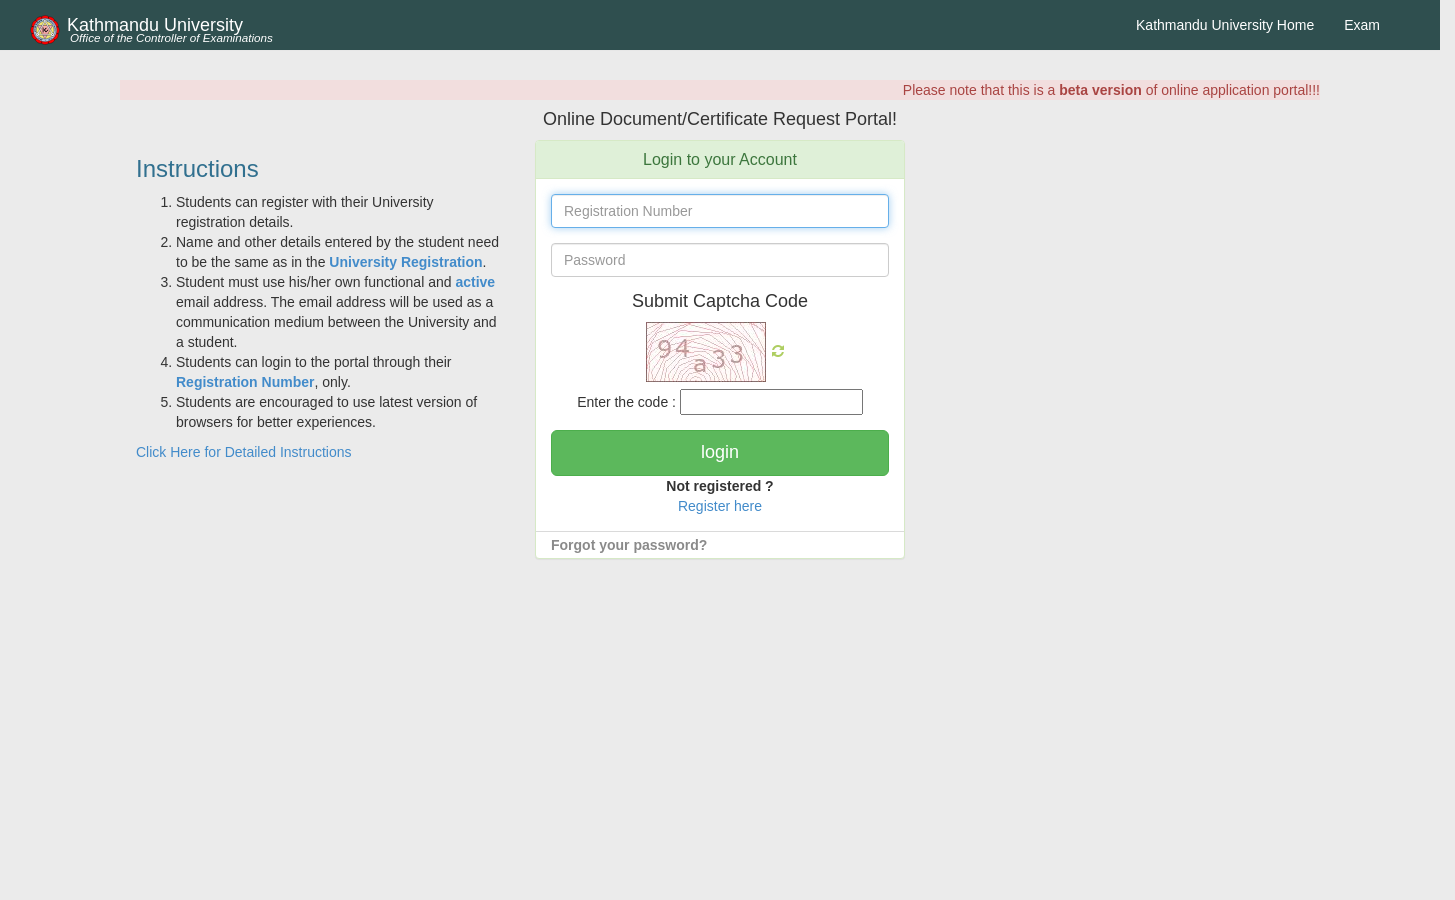 Kathmandu University
Office of the Controller of Examinations
Kathmandu University Home
Exam
Please note that this is a beta version of online application portal!!!
Online Document/Certificate Request Portal!
Instructions
1. Students can register with their University
registration details.
2. Name and other details entered by the student need
to be the same as in the University Registration.
3. Student must use his/her own functional and active
email address. The email address will be used as a
communication medium between the University and
a student.
4. Students can login to the portal through their
Registration Number, only.
5. Students are encouraged to use latest version of
browsers for better experiences.
Click Here for Detailed Instructions
Login to your Account
Registration Number
Password
Submit Captcha Code
94a33
Enter the code :
login
Not registered ?
Register here
Forgot your password?